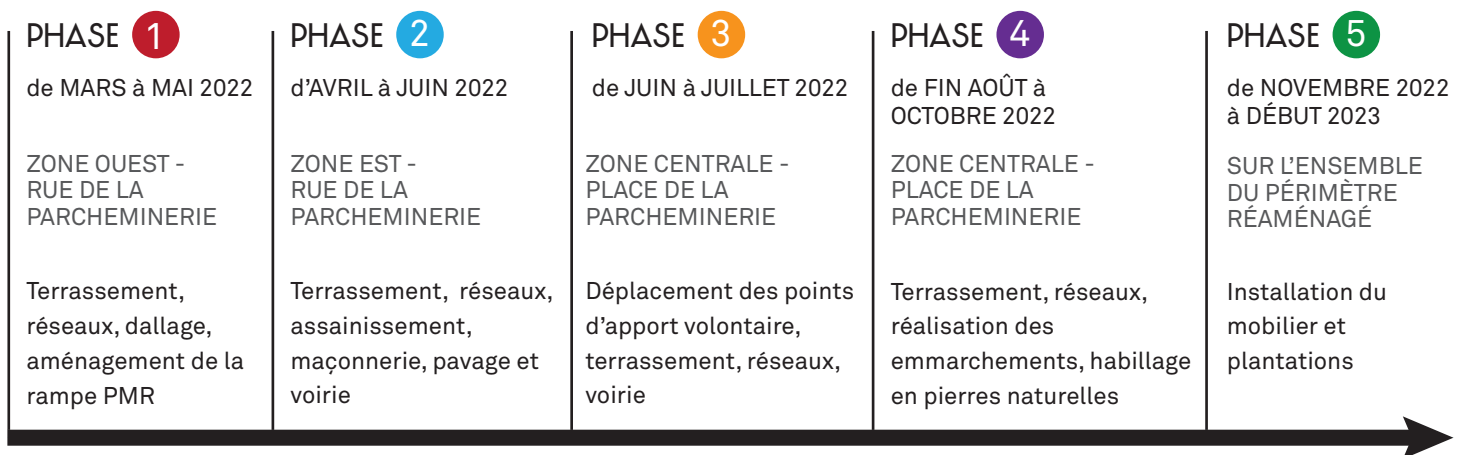 PHASE 1
de MARS à MAI 2022
ZONE OUEST -
RUE DE LA
PARCHEMINERIE
Terrassement,
réseaux, dallage,
aménagement de la
rampe PMR
PHASE 2
d’AVRIL à JUIN 2022
ZONE EST -
RUE DE LA
PARCHEMINERIE
Terrassement, réseaux,
assainissement,
maçonnerie, pavage et
voirie
PHASE 3
de JUIN à JUILLET 2022
ZONE CENTRALE -
PLACE DE LA
PARCHEMINERIE
Déplacement des points
d’apport volontaire,
terrassement, réseaux,
voirie
PHASE 4
de FIN AOÛT à
OCTOBRE 2022
ZONE CENTRALE -
PLACE DE LA
PARCHEMINERIE
Terrassement, réseaux,
réalisation des
emmarchements, habillage
en pierres naturelles
PHASE 5
de NOVEMBRE 2022
à DÉBUT 2023
SUR L’ENSEMBLE
DU PÉRIMÈTRE
RÉAMÉNAGÉ
Installation du
mobilier et
plantations